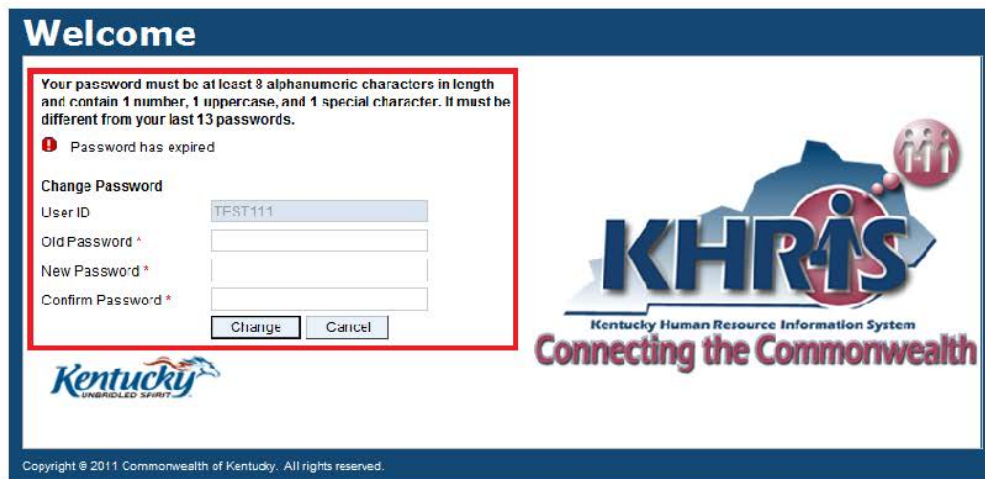 Welcome
Your password must be at least 8 alphanumeric characters in length
and contain 1 number, 1 uppercase, and 1 special character. It must be
different from your last 13 passwords.
Password has expired
Change Password
User ID TEST111
Old Password *
New Password *
Confirm Password *
Change Cancel
KHRIS
Kentucky Human Resource Information System
Connecting the Commonwealth
Kentucky
UNBRIDLED SPIRIT
Copyright © 2011 Commonwealth of Kentucky. All rights reserved.